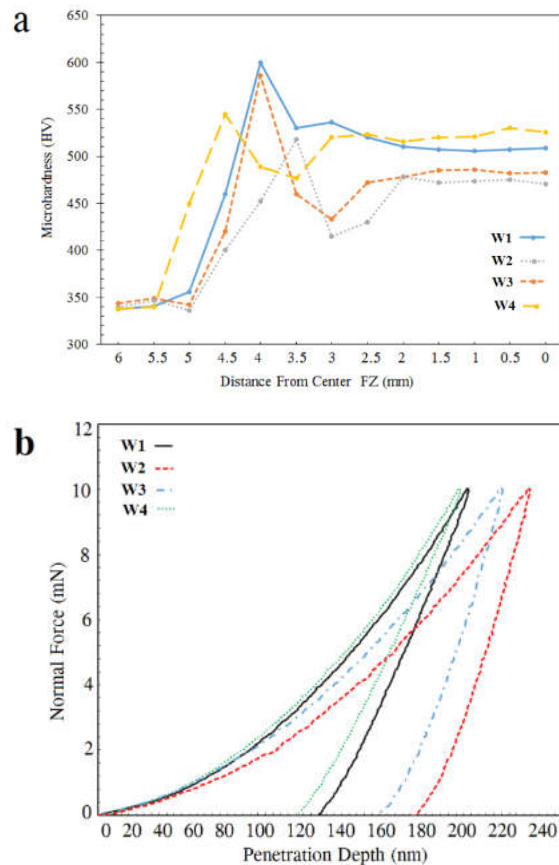 a
650
600
550
500
450
400
350
300
Microhardness (HV)
W1
W2
W3
W4
6 5.5 5 4.5 4 3.5 3 2.5 2 1.5 1 0.5 0
Distance From Center FZ (mm)
b
12
10
8
6
4
2
0
Normal Force (mN)
W1
W2
W3
W4
0 20 40 60 80 100 120 140 160 180 200 220 240
Penetration Depth (nm)